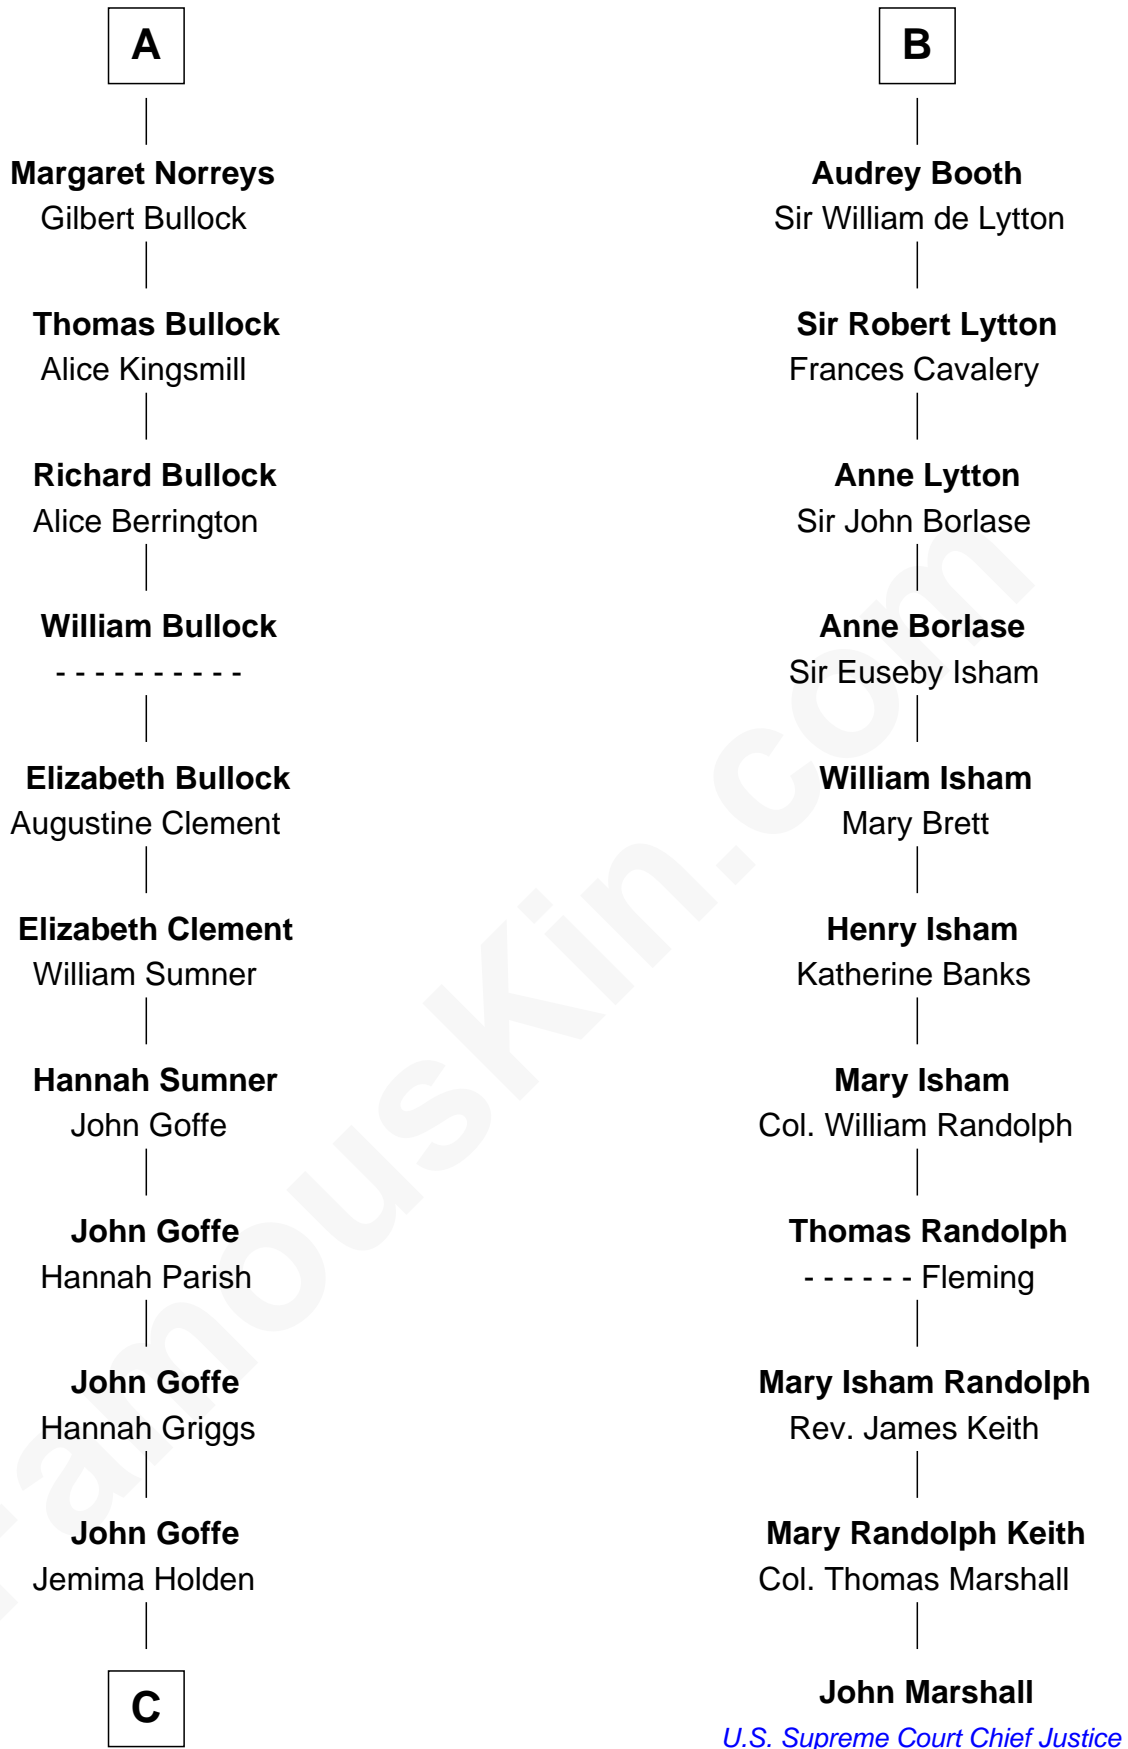 A
Margaret Norreys
Gilbert Bullock
Thomas Bullock
Alice Kingsmill
Richard Bullock
Alice Berrington
William Bullock
- - - - - - - - - -
Elizabeth Bullock
Augustine Clement
Elizabeth Clement
William Sumner
Hannah Sumner
John Goffe
John Goffe
Hannah Parish
John Goffe
Hannah Griggs
John Goffe
Jemima Holden
C
B
Audrey Booth
Sir William de Lytton
Sir Robert Lytton
Frances Cavalery
Anne Lytton
Sir John Borlase
Anne Borlase
Sir Euseby Isham
William Isham
Mary Brett
Henry Isham
Katherine Banks
Mary Isham
Col. William Randolph
Thomas Randolph
- - - - - - Fleming
Mary Isham Randolph
Rev. James Keith
Mary Randolph Keith
Col. Thomas Marshall
John Marshall
U.S. Supreme Court Chief Justice
FamousKin.com